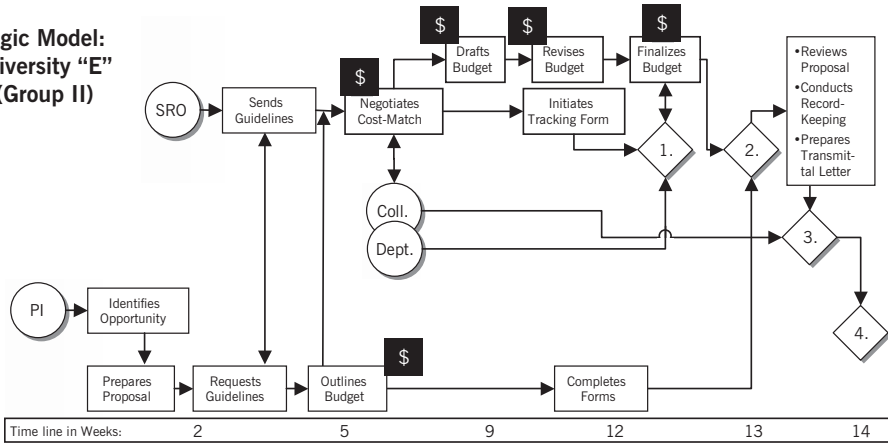 gic Model:
iversity “E”
(Group II)
$
$
$
Drafts
Budget
Revises
Budget
Finalizes
Budget
•Reviews
Proposal
•Conducts
Record-
Keeping
•Prepares
Transmit-
tal Letter
$
SRO
Sends
Guidelines
Negotiates
Cost-Match
Initiates
Tracking Form
1.
2.
Coll.
Dept.
3.
PI
Identifies
Opportunity
4.
$
Prepares
Proposal
Requests
Guidelines
Outlines
Budget
Completes
Forms
Time line in Weeks: 2 5 9 12 13 14